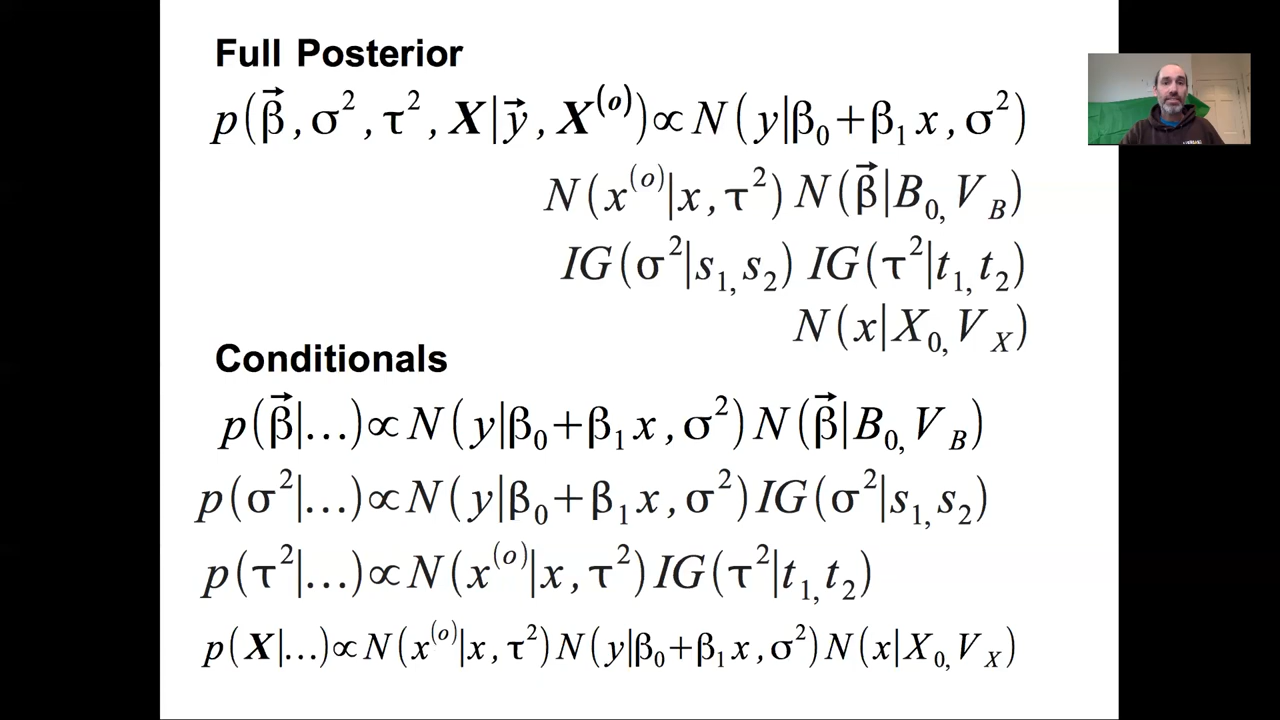 Full Posterior
p(β⃗, σ², τ², X|y⃗, X⁽ᵒ⁾) ∝ N(y|β₀+β₁x, σ²)
N(x⁽ᵒ⁾|x, τ²) N(β⃗|B₀, V_B)
IG(σ²|s₁, s₂) IG(τ²|t₁, t₂)
N(x|X₀, V_X)
Conditionals
p(β⃗|…) ∝ N(y|β₀+β₁x, σ²) N(β⃗|B₀, V_B)
p(σ²|…) ∝ N(y|β₀+β₁x, σ²) IG(σ²|s₁, s₂)
p(τ²|…) ∝ N(x⁽ᵒ⁾|x, τ²) IG(τ²|t₁, t₂)
p(X|…) ∝ N(x⁽ᵒ⁾|x, τ²) N(y|β₀+β₁x, σ²) N(x|X₀, V_X)